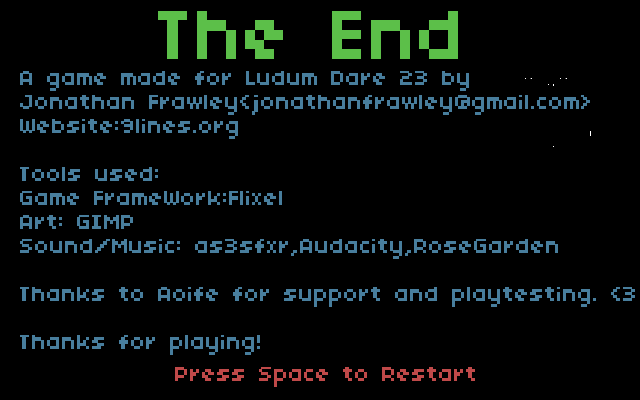 The End
A game made for Ludum Dare 23 by
Jonathan Frawley<jonathanfrawley@gmail.com>
Website:9lines.org
Tools used:
Game FrameWork:Flixel
Art: GIMP
Sound/Music: as3sfxr,Audacity,RoseGarden
Thanks to Aoife for support and playtesting. <3
Thanks for playing!
Press Space to Restart